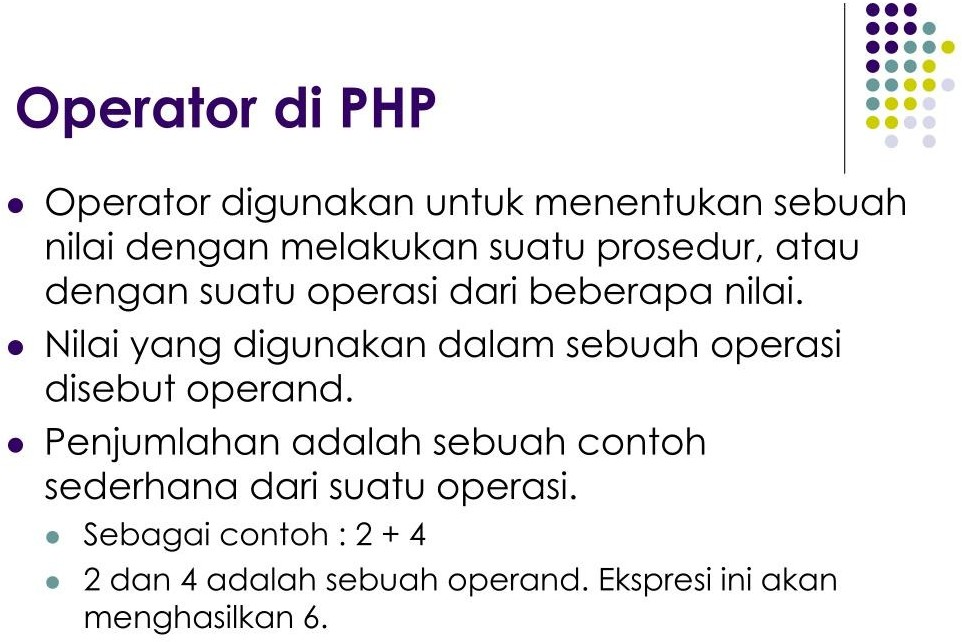 Operator di PHP
Operator digunakan untuk menentukan sebuah
nilai dengan melakukan suatu prosedur, atau
dengan suatu operasi dari beberapa nilai.
Nilai yang digunakan dalam sebuah operasi
disebut operand.
Penjumlahan adalah sebuah contoh
sederhana dari suatu operasi.
Sebagai contoh : 2 + 4
2 dan 4 adalah sebuah operand. Ekspresi ini akan
menghasilkan 6.